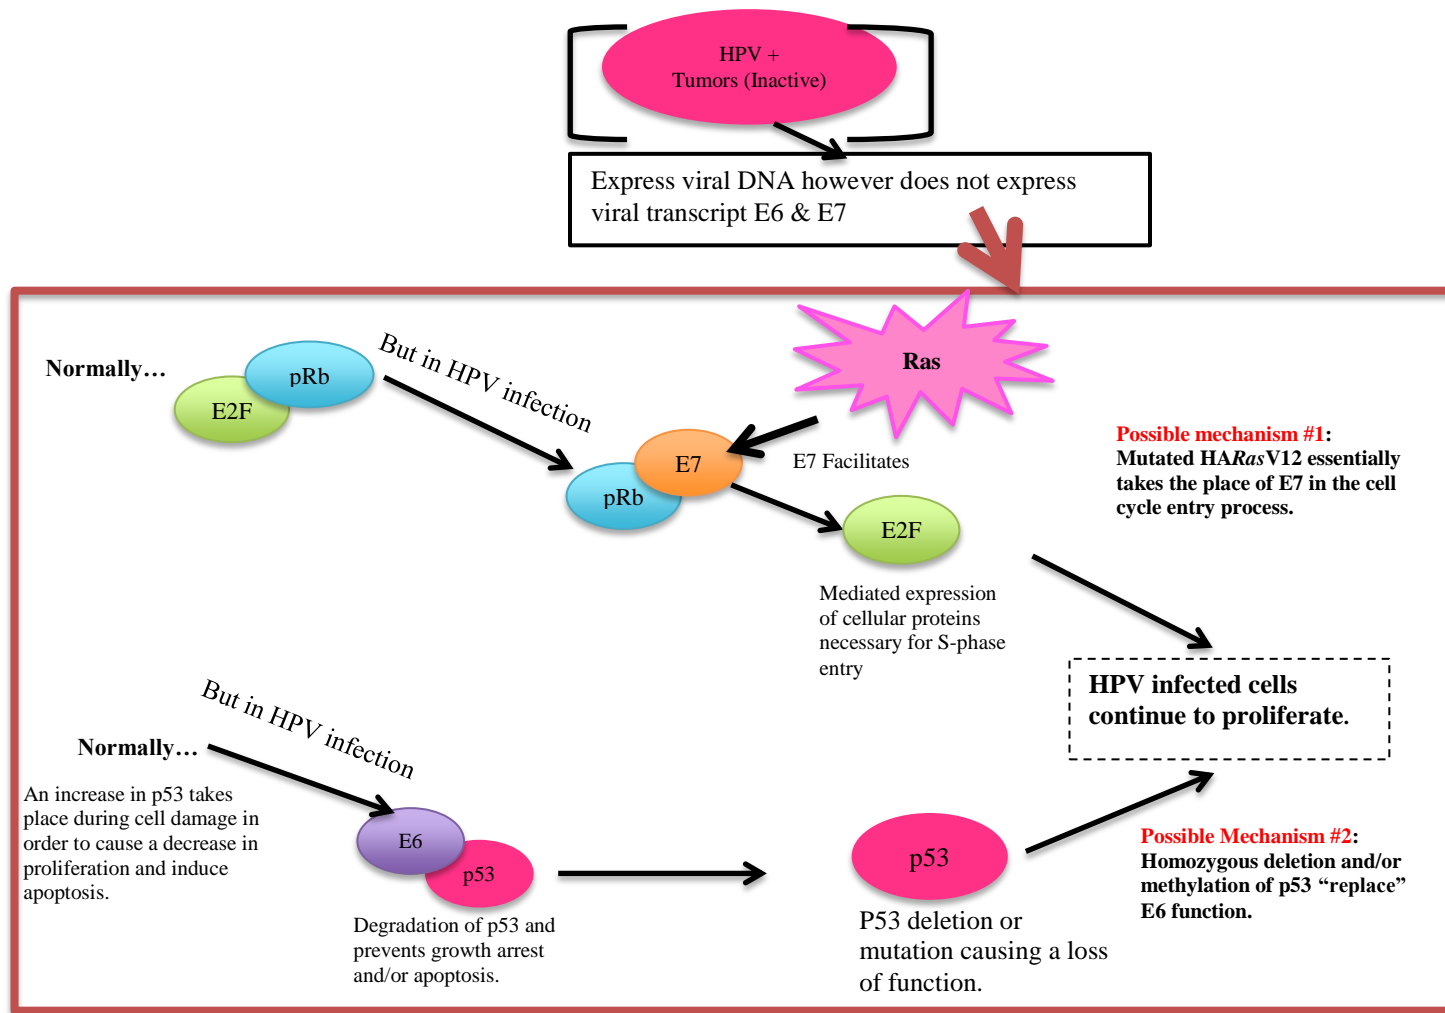 HPV +
Tumors (Inactive)
Express viral DNA however does not express
viral transcript E6 & E7
Normally…
pRb
E2F
But in HPV infection
Ras
E7
pRb
E7 Facilitates
E2F
Mediated expression
of cellular proteins
necessary for S-phase
entry
Possible mechanism #1:
Mutated HARasV12 essentially
takes the place of E7 in the cell
cycle entry process.
HPV infected cells
continue to proliferate.
But in HPV infection
Normally…
An increase in p53 takes
place during cell damage in
order to cause a decrease in
proliferation and induce
apoptosis.
E6
p53
Degradation of p53 and
prevents growth arrest
and/or apoptosis.
p53
P53 deletion or
mutation causing a loss
of function.
Possible Mechanism #2:
Homozygous deletion and/or
methylation of p53 “replace”
E6 function.